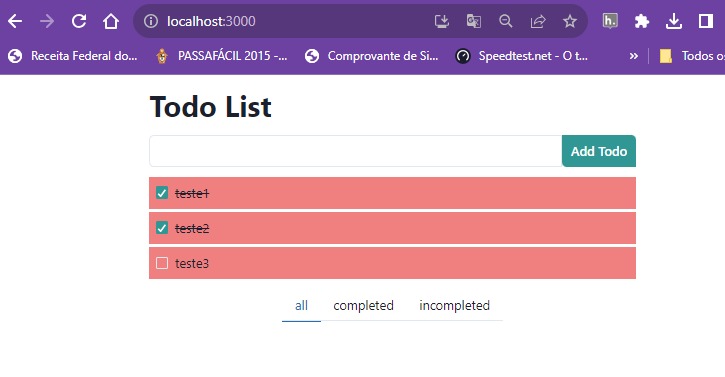 localhost:3000
Receita Federal do... PASSAFÁCIL 2015 -... Comprovante de Si... Speedtest.net - O t... » Todos os
Todo List
Add Todo
teste1
teste2
teste3
all completed incompleted